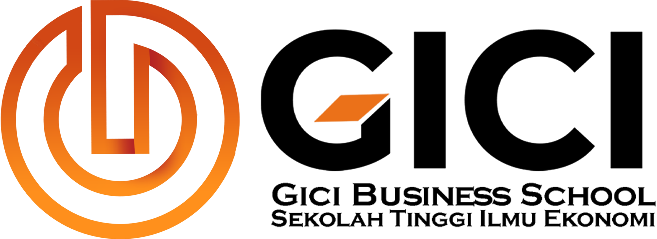 GICI
GICI BUSINESS SCHOOL
SEKOLAH TINGGI ILMU EKONOMI